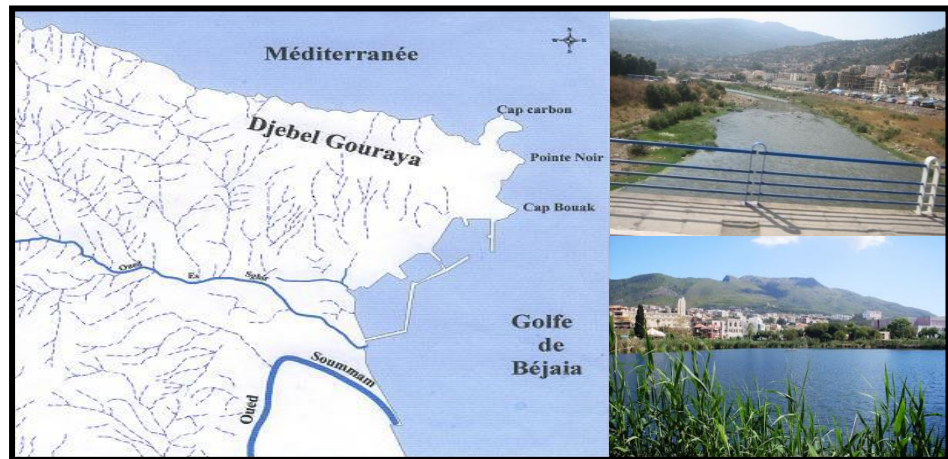 Méditerranée
Cap carbon
Djebel Gouraya
Pointe Noir
Cap Bouak
Oued Es Sghir
Golfe
de
Béjaia
Oued Soummam